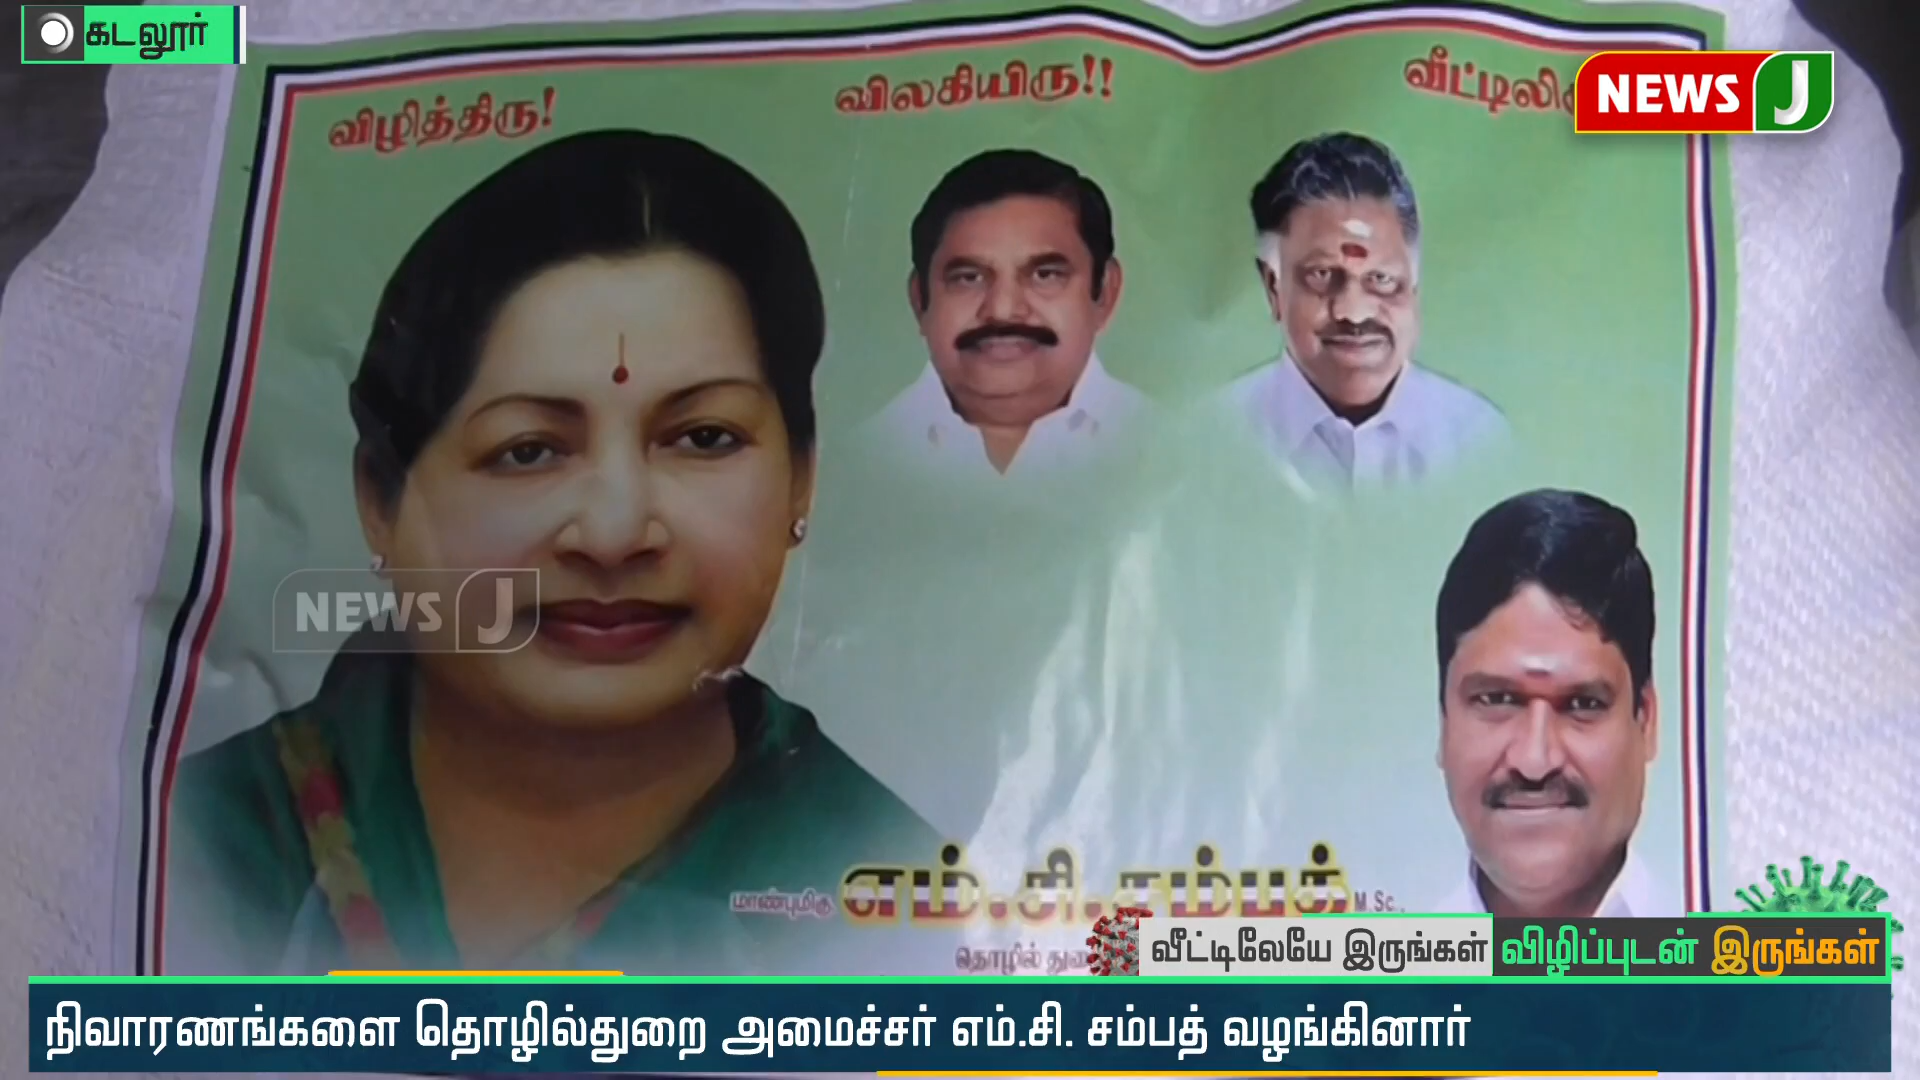 கடலூர்
NEWS J
விழித்திரு!
விலகியிரு!!
NEWS J
மாண்புமிகு எம்.சி.சம்பத் M.Sc.,
தொழில்
வீட்டிலேயே இருங்கள் விழிப்புடன் இருங்கள்
நிவாரணங்களை தொழில்துறை அமைச்சர் எம்.சி. சம்பத் வழங்கினார்